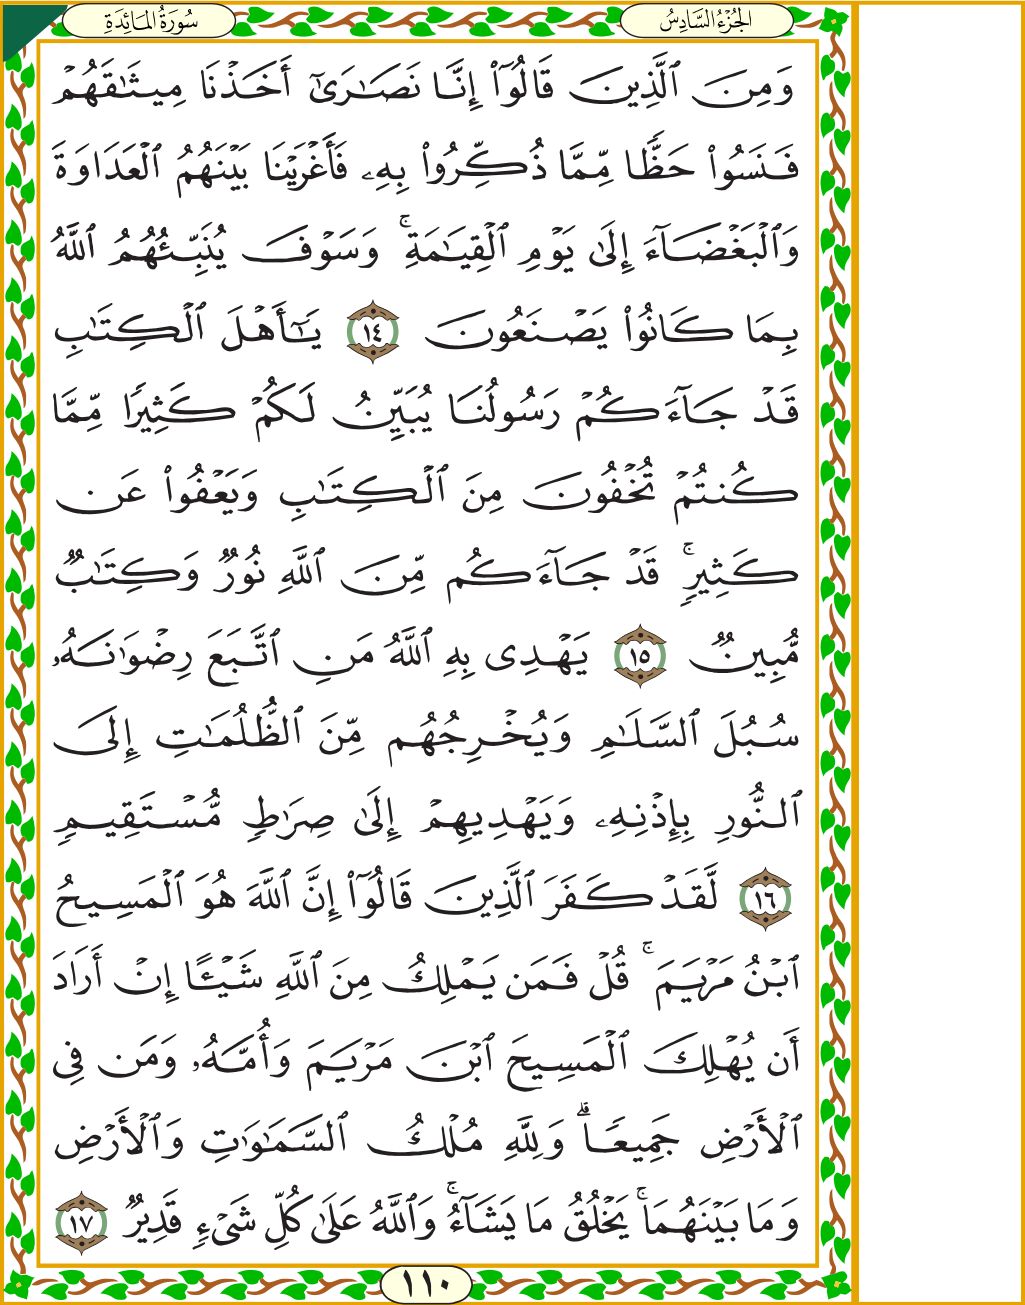 الجُزْءُ السَّادِسُ
سُورَةُ المَائِدَةِ
وَمِنَ ٱلَّذِينَ قَالُوٓا۟ إِنَّا نَصَٰرَىٰٓ أَخَذْنَا مِيثَٰقَهُمْ
فَنَسُوا۟ حَظًّا مِّمَّا ذُكِّرُوا۟ بِهِۦ فَأَغْرَيْنَا بَيْنَهُمُ ٱلْعَدَاوَةَ
وَٱلْبَغْضَآءَ إِلَىٰ يَوْمِ ٱلْقِيَٰمَةِ ۚ وَسَوْفَ يُنَبِّئُهُمُ ٱللَّهُ
بِمَا كَانُوا۟ يَصْنَعُونَ ١٤ يَٰٓأَهْلَ ٱلْكِتَٰبِ
قَدْ جَآءَكُمْ رَسُولُنَا يُبَيِّنُ لَكُمْ كَثِيرًا مِّمَّا
كُنتُمْ تُخْفُونَ مِنَ ٱلْكِتَٰبِ وَيَعْفُوا۟ عَن
كَثِيرٍ ۚ قَدْ جَآءَكُم مِّنَ ٱللَّهِ نُورٌ وَكِتَٰبٌ
مُّبِينٌ ١٥ يَهْدِى بِهِ ٱللَّهُ مَنِ ٱتَّبَعَ رِضْوَٰنَهُۥ
سُبُلَ ٱلسَّلَٰمِ وَيُخْرِجُهُم مِّنَ ٱلظُّلُمَٰتِ إِلَى
ٱلنُّورِ بِإِذْنِهِۦ وَيَهْدِيهِمْ إِلَىٰ صِرَٰطٍ مُّسْتَقِيمٍ
١٦ لَّقَدْ كَفَرَ ٱلَّذِينَ قَالُوٓا۟ إِنَّ ٱللَّهَ هُوَ ٱلْمَسِيحُ
ٱبْنُ مَرْيَمَ ۚ قُلْ فَمَن يَمْلِكُ مِنَ ٱللَّهِ شَيْـًٔا إِنْ أَرَادَ
أَن يُهْلِكَ ٱلْمَسِيحَ ٱبْنَ مَرْيَمَ وَأُمَّهُۥ وَمَن فِى
ٱلْأَرْضِ جَمِيعًا ۗ وَلِلَّهِ مُلْكُ ٱلسَّمَٰوَٰتِ وَٱلْأَرْضِ
وَمَا بَيْنَهُمَا ۚ يَخْلُقُ مَا يَشَآءُ ۚ وَٱللَّهُ عَلَىٰ كُلِّ شَىْءٍ قَدِيرٌ ١٧
١١٠